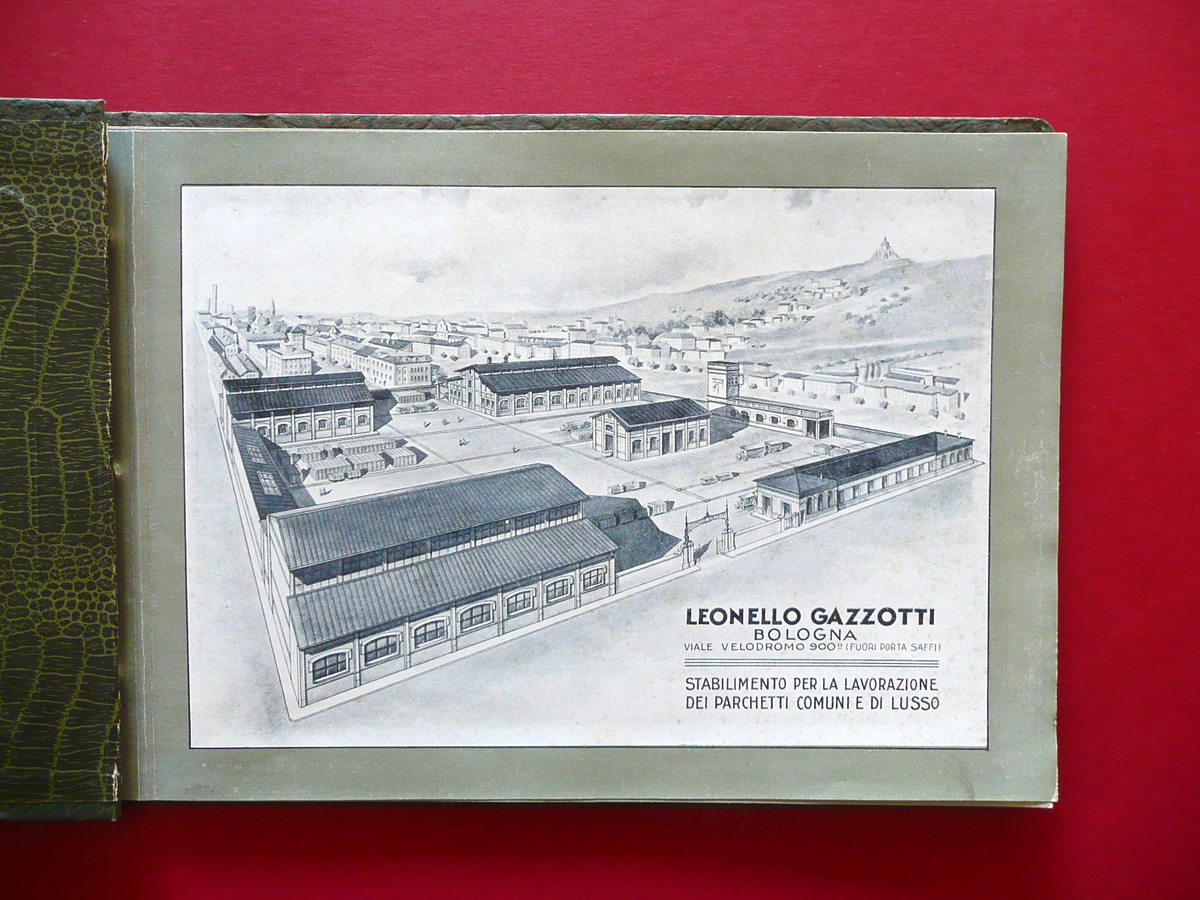 LEONELLO GAZZOTTI
BOLOGNA
VIALE VELODROMO 900 (FUORI PORTA SAFFI)
STABILIMENTO PER LA LAVORAZIONE
DEI PARCHETTI COMUNI E DI LUSSO